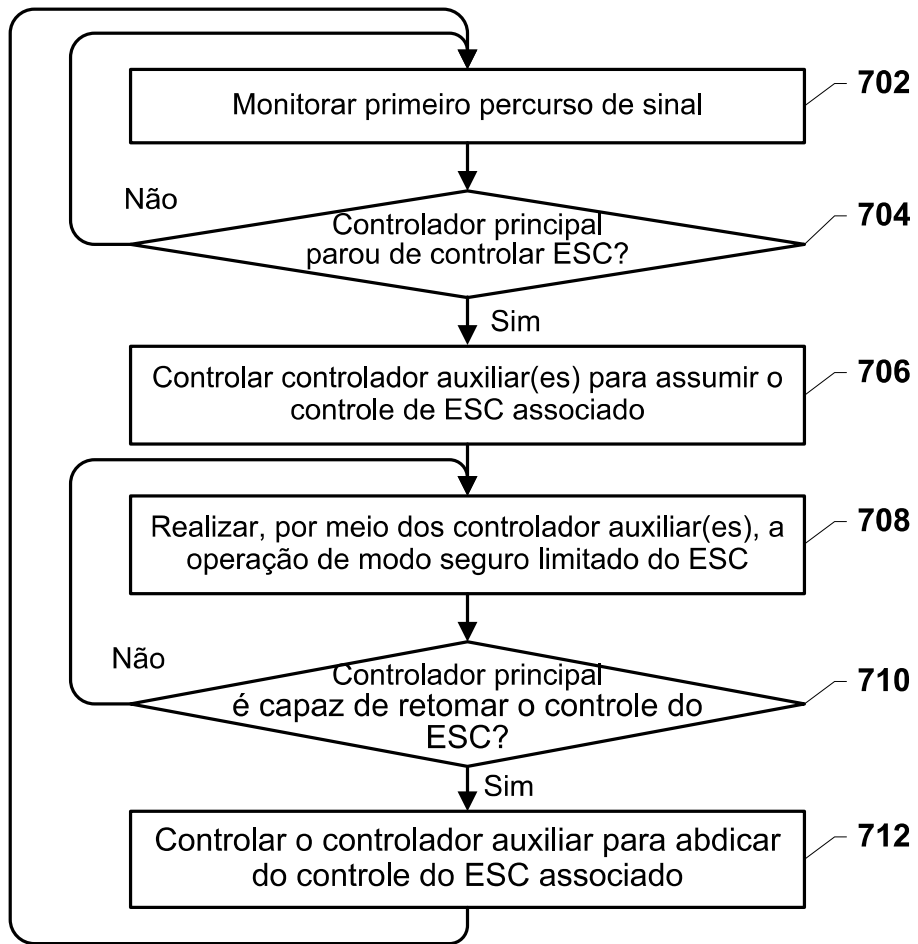 Monitorar primeiro percurso de sinal
702
Não
Controlador principal
parou de controlar ESC?
704
Sim
Controlar controlador auxiliar(es) para assumir o
controle de ESC associado
706
Realizar, por meio dos controlador auxiliar(es), a
operação de modo seguro limitado do ESC
708
Não
Controlador principal
é capaz de retomar o controle do
ESC?
710
Sim
Controlar o controlador auxiliar para abdicar
do controle do ESC associado
712